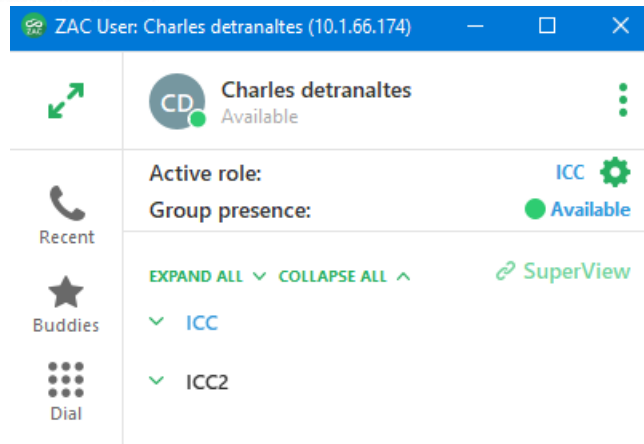 ZAC User: Charles detranaltes (10.1.66.174)
CD
Charles detranaltes
Available
Active role: ICC
Group presence: Available
Recent
EXPAND ALL COLLAPSE ALL SuperView
Buddies
ICC
ICC2
Dial